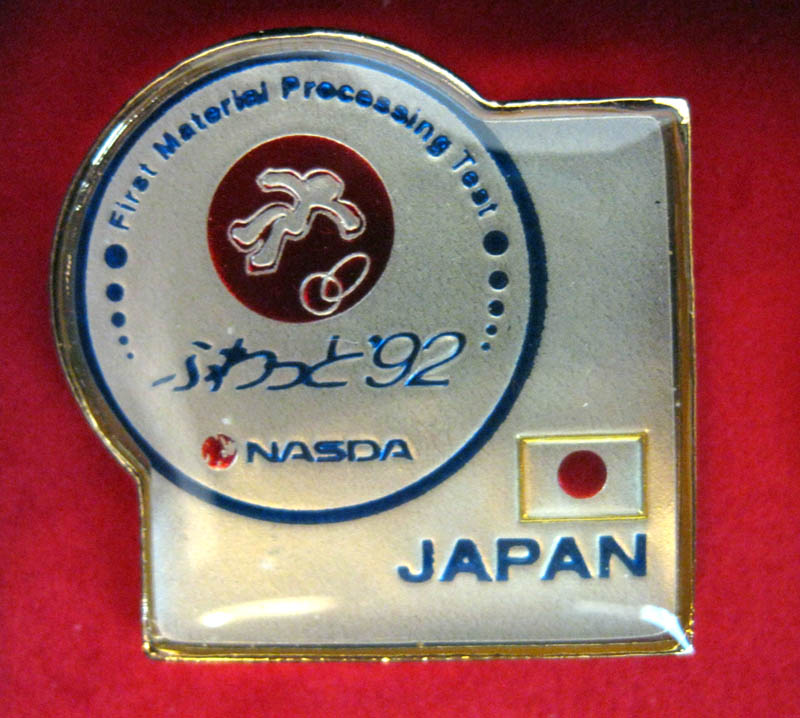 First Material Processing Test
ふわっと'92
NASDA
JAPAN